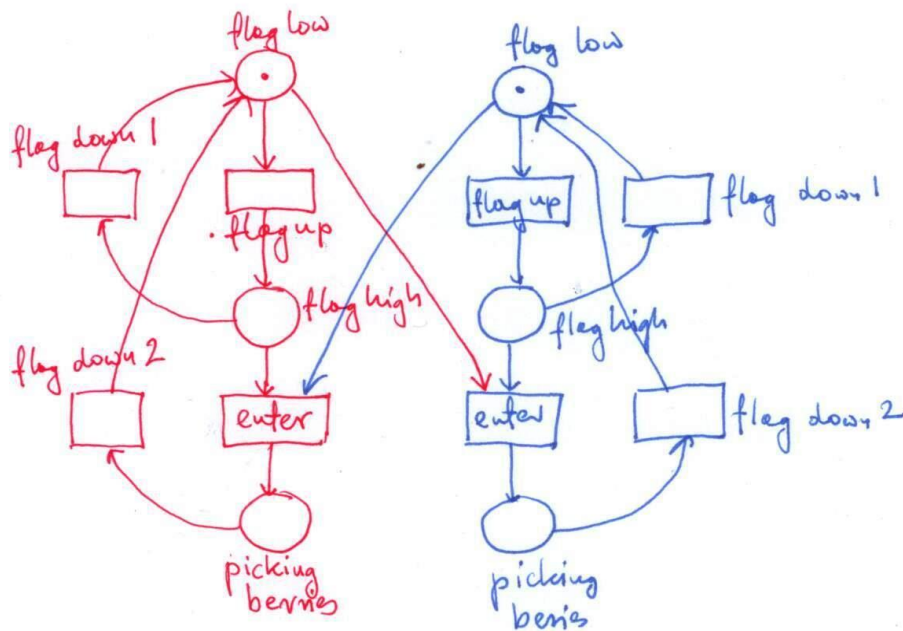 flag low
flag low
flag down 1
flag up
flag up
flag down 1
flag high
flag high
flag down 2
enter
enter
flag down 2
picking
berries
picking
beries